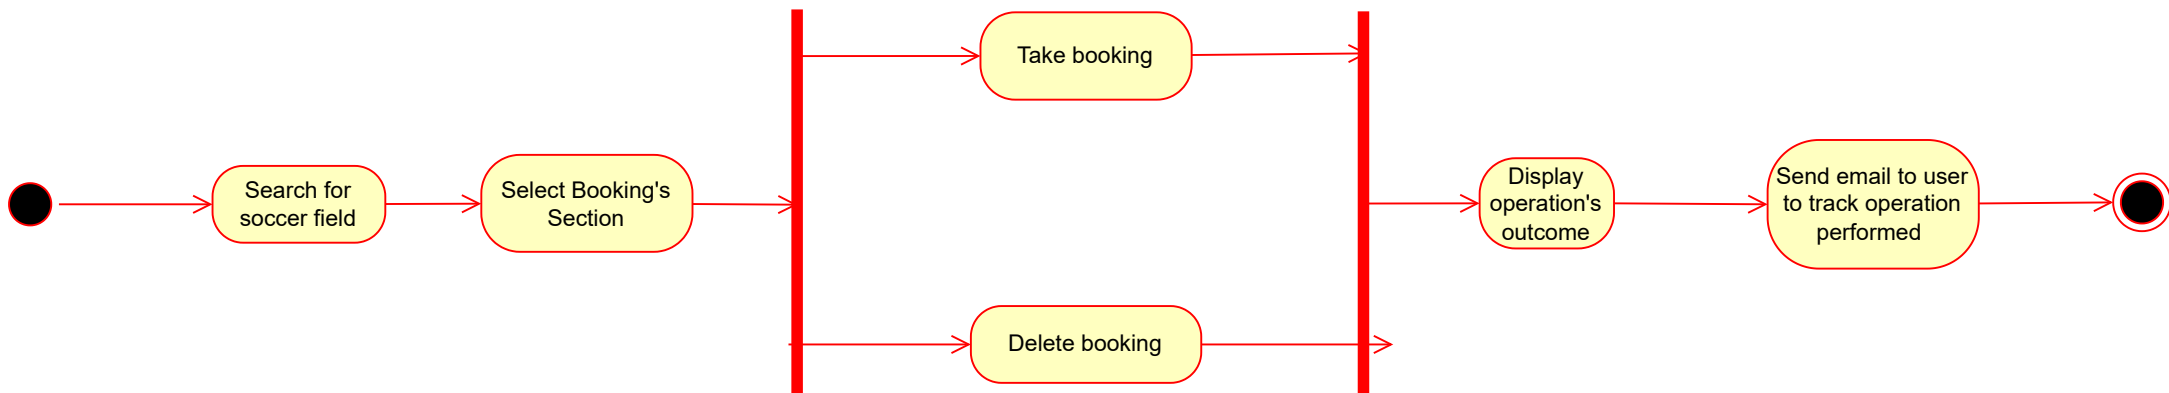 Search for
soccer field
Select Booking's
Section
Take booking
Delete booking
Display
operation's
outcome
Send email to user
to track operation
performed